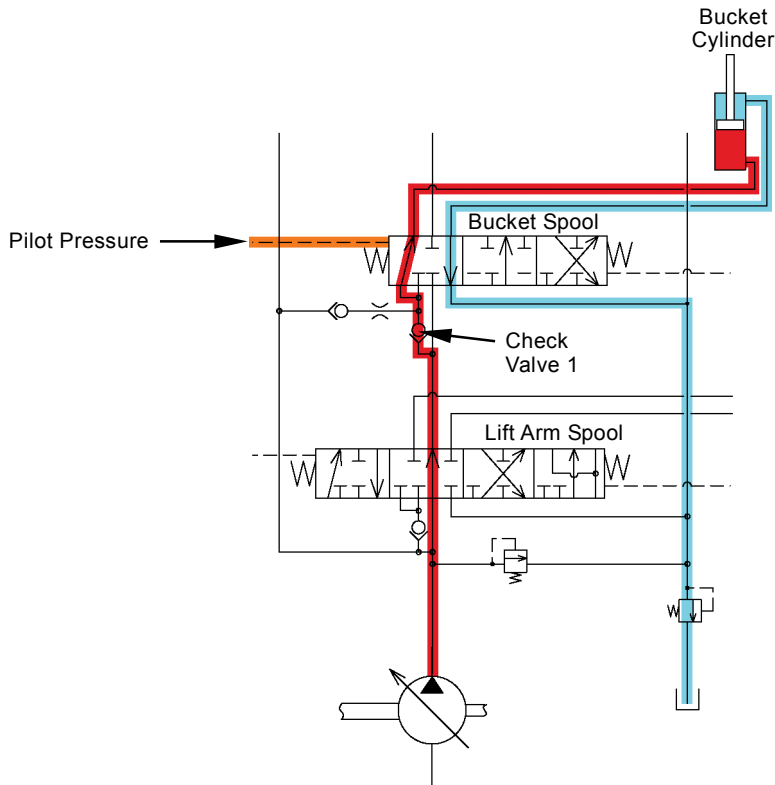 Bucket
Cylinder
Bucket Spool
Pilot Pressure
Check
Valve 1
Lift Arm Spool